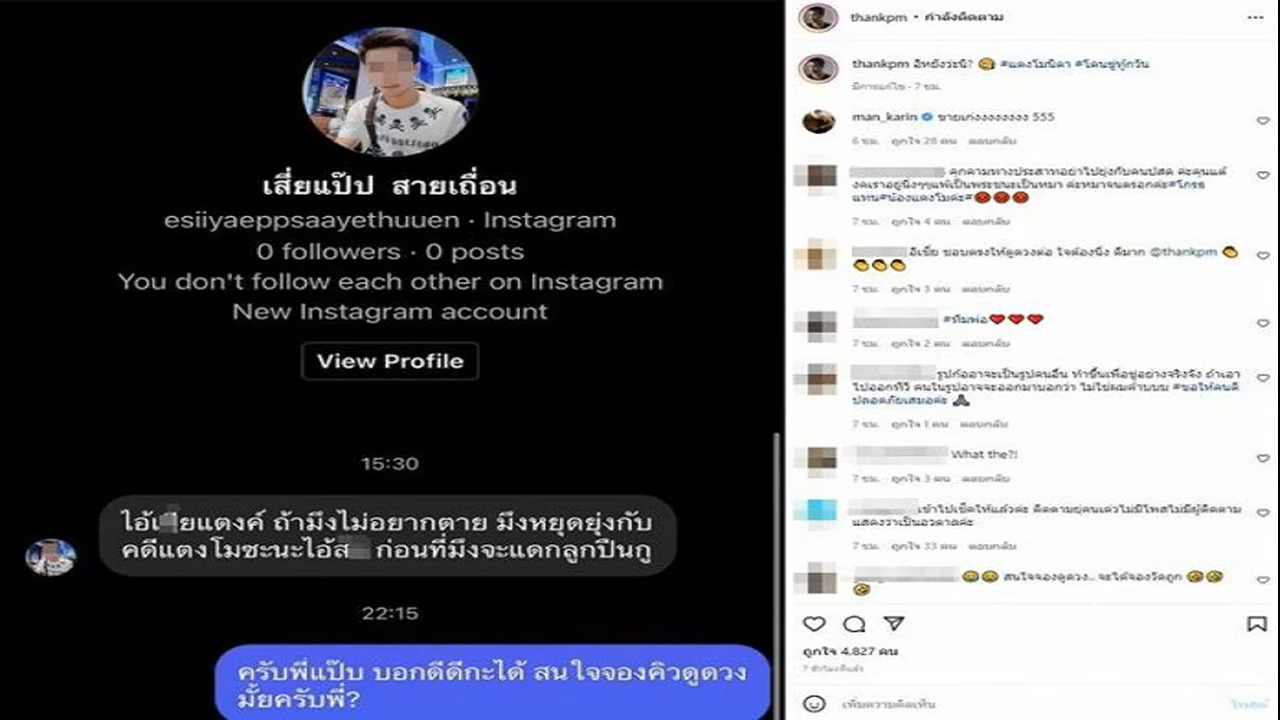 เสี่ยแป๊ป สายเถื่อน
esiiyaeppsaayethuuen · Instagram
0 followers · 0 posts
You don't follow each other on Instagram
New Instagram account
View Profile
15:30
ไอ้เ ยแตงค์ ถ้ามึงไม่อยากตาย มึงหยุดยุ่งกับ
คดีแตงโมซะนะไอ้ส ก่อนที่มึงจะแดกลูกปืนกู
22:15
ครับพี่แป๊บ บอกดีดีกะได้ สนใจจองคิวดูดวง
มั้ยครับพี่?
thankpm • กำลังติดตาม
thankpm อิหยังวะนิ? #แตงโมนิดา #โดนขู่ทุ้กวัน
มีการแก้ไข · 7 ชม.
man_karin ชายเก่งงงงงงงงง 555
6 ชม. ถูกใจ 28 คน ตอบกลับ
คุกคามทางประสาทอย่าไปยุ่งกับคนปสด ค่ะคุณแต๋
งคเราอยู่นิ่งๆๆแพ้เป็นพระชนะเป็นหมา ค่ะหมาจนตรอกค่ะ#โกรธ
แทน#น้องแตงโมค่ะ#
7 ชม. ถูกใจ 4 คน ตอบกลับ
อีเชี้ย ชอบตรงให้ดูดวงต่อ ใจต้องนิ่ง ดีมาก @thankpm
7 ชม. ถูกใจ 3 คน ตอบกลับ
#ทีมพ่อ
7 ชม. ถูกใจ 2 คน ตอบกลับ
รูปก้ออาจจะเป็นรูปคนอื่น ทำขึ้นเพื่อขู่อย่างจริงจัง ถ้าเอา
ไปออกทีวี คนในรูปอาจจะออกมาบอกว่า ไม่ใช่ผมค๊าบบบ #ขอให้คนดี
ปลอดภัยเสมอค่ะ
7 ชม. ถูกใจ 1 คน ตอบกลับ
What the?!
7 ชม. ถูกใจ 3 คน ตอบกลับ
เข้าไปเช็คให้แล้วค่ะ ติดตามยุ่คนเดวไม่มีโพสไม่มีผู้ติดตาม
แสดงว่าเป็นอวตาลค่ะ
7 ชม. ถูกใจ 33 คน ตอบกลับ
สนใจจองดูดวง.. จะได้จองวัดถูก
ถูกใจ 4,827 คน
7 ชั่วโมงที่แล้ว
เพิ่มความคิดเห็น
โพสต์